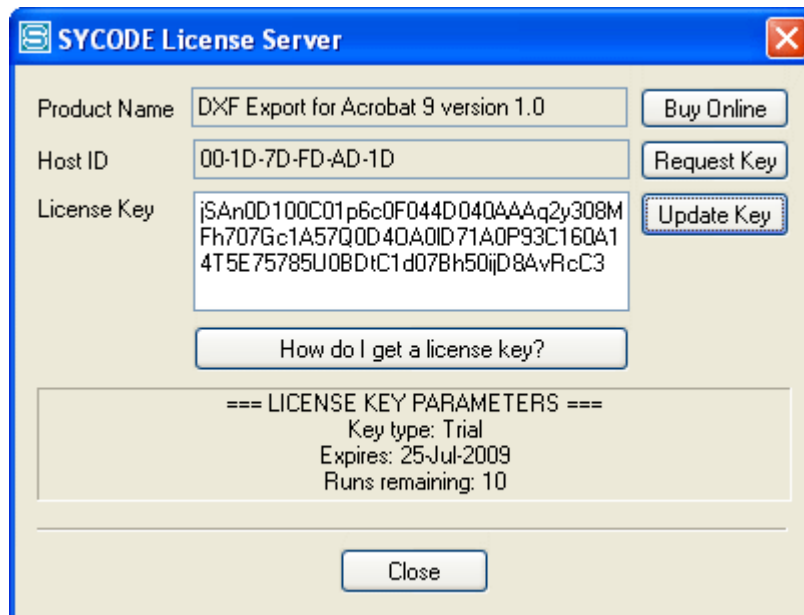 SYCODE License Server
Product Name DXF Export for Acrobat 9 version 1.0 Buy Online
Host ID 00-1D-7D-FD-AD-1D Request Key
License Key jSAn0D100C01p6c0F044D040AAAq2y308M Update Key
Fh707Gc1A57Q0D4OA0ID71A0P93C160A1
4T5E75785U0BDtC1d07Bh50ijD8AvRcC3
How do I get a license key?
=== LICENSE KEY PARAMETERS ===
Key type: Trial
Expires: 25-Jul-2009
Runs remaining: 10
Close